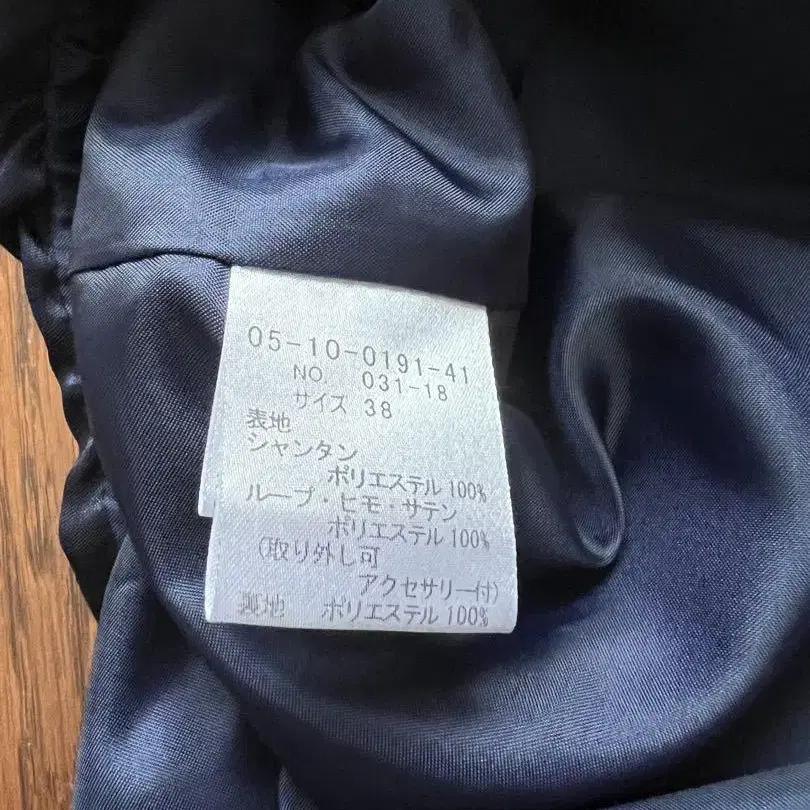 05-10-0191-41
NO. 031-18
サイズ 38
表地
シャンタン
ポリエステル 100%
ループ・ヒモ・サテン
ポリエステル 100%
(取り外し可
アクセサリー付)
裏地 ポリエステル 100%